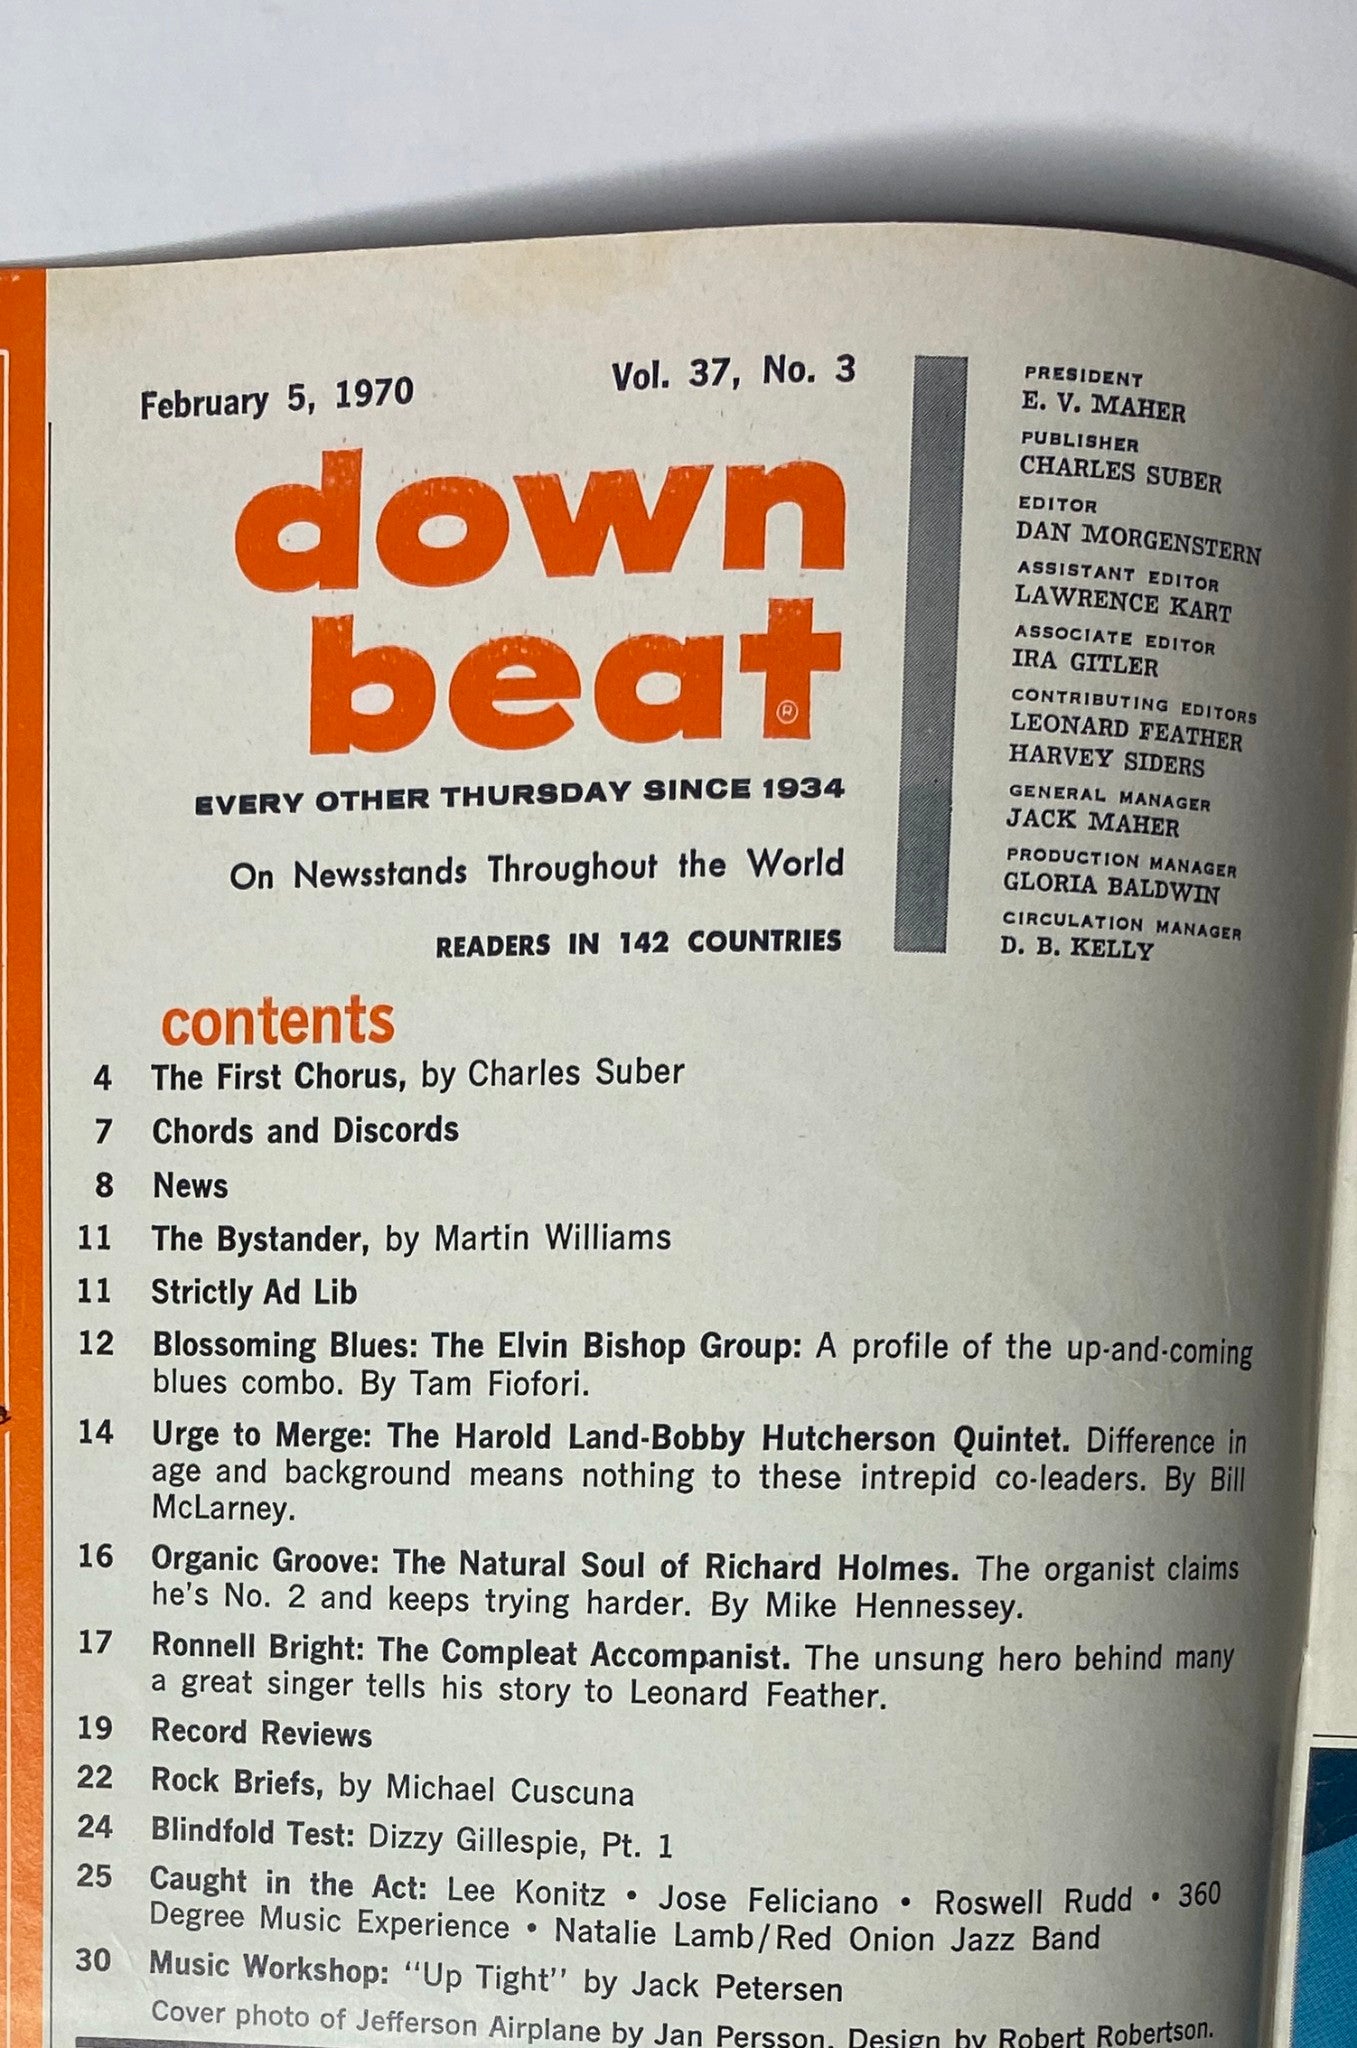 February 5, 1970
Vol. 37, No. 3
down
beat
®
EVERY OTHER THURSDAY SINCE 1934
On Newsstands Throughout the World
READERS IN 142 COUNTRIES
PRESIDENT
E. V. MAHER
PUBLISHER
CHARLES SUBER
EDITOR
DAN MORGENSTERN
ASSISTANT EDITOR
LAWRENCE KART
ASSOCIATE EDITOR
IRA GITLER
CONTRIBUTING EDITORS
LEONARD FEATHER
HARVEY SIDERS
GENERAL MANAGER
JACK MAHER
PRODUCTION MANAGER
GLORIA BALDWIN
CIRCULATION MANAGER
D. B. KELLY
contents
4 The First Chorus, by Charles Suber
7 Chords and Discords
8 News
11 The Bystander, by Martin Williams
11 Strictly Ad Lib
12 Blossoming Blues: The Elvin Bishop Group: A profile of the up-and-coming
blues combo. By Tam Fiofori.
14 Urge to Merge: The Harold Land-Bobby Hutcherson Quintet. Difference in
age and background means nothing to these intrepid co-leaders. By Bill
McLarney.
16 Organic Groove: The Natural Soul of Richard Holmes. The organist claims
he's No. 2 and keeps trying harder. By Mike Hennessey.
17 Ronnell Bright: The Compleat Accompanist. The unsung hero behind many
a great singer tells his story to Leonard Feather.
19 Record Reviews
22 Rock Briefs, by Michael Cuscuna
24 Blindfold Test: Dizzy Gillespie, Pt. 1
25 Caught in the Act: Lee Konitz • Jose Feliciano • Roswell Rudd • 360
Degree Music Experience • Natalie Lamb/Red Onion Jazz Band
30 Music Workshop: "Up Tight" by Jack Petersen
Cover photo of Jefferson Airplane by Jan Persson. Design by Robert Robertson.